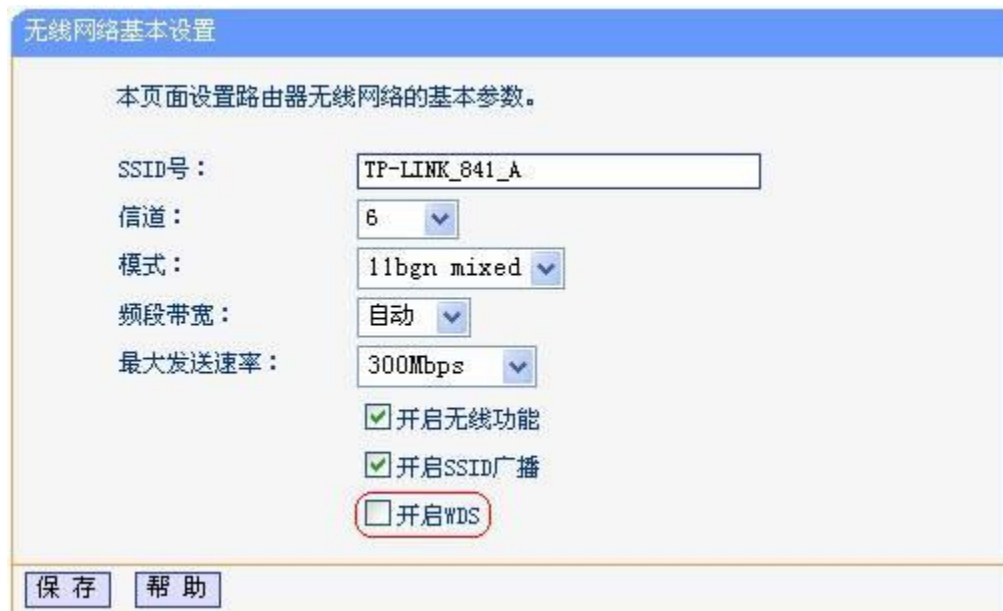 无线网络基本设置
本页面设置路由器无线网络的基本参数。
SSID号： TP-LINK_841_A
信道： 6
模式： 11bgn mixed
频段带宽： 自动
最大发送速率： 300Mbps
开启无线功能
开启SSID广播
开启WDS
保 存 帮 助